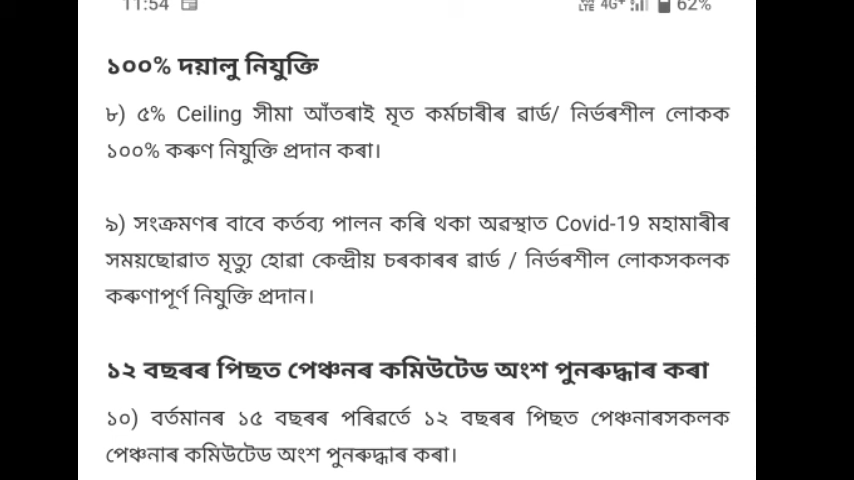 11:54
LTE 4G+ 62%
১০০% দয়ালু নিযুক্তি
৮) ৫% Ceiling সীমা আঁতৰাই মৃত কৰ্মচাৰীৰ ৱাৰ্ড/ নিৰ্ভৰশীল লোকক
১০০% কৰুণ নিযুক্তি প্ৰদান কৰা।
৯) সংক্ৰমণৰ বাবে কৰ্তব্য পালন কৰি থকা অৱস্থাত Covid-19 মহামাৰীৰ
সময়ছোৱাত মৃত্যু হোৱা কেন্দ্ৰীয় চৰকাৰৰ ৱাৰ্ড / নিৰ্ভৰশীল লোকসকলক
কৰুণাপূৰ্ণ নিযুক্তি প্ৰদান।
১২ বছৰৰ পিছত পেঞ্চনৰ কমিউটেড অংশ পুনৰুদ্ধাৰ কৰা
১০) বৰ্তমানৰ ১৫ বছৰৰ পৰিৱৰ্তে ১২ বছৰৰ পিছত পেঞ্চনাৰসকলক
পেঞ্চনাৰ কমিউটেড অংশ পুনৰুদ্ধাৰ কৰা।